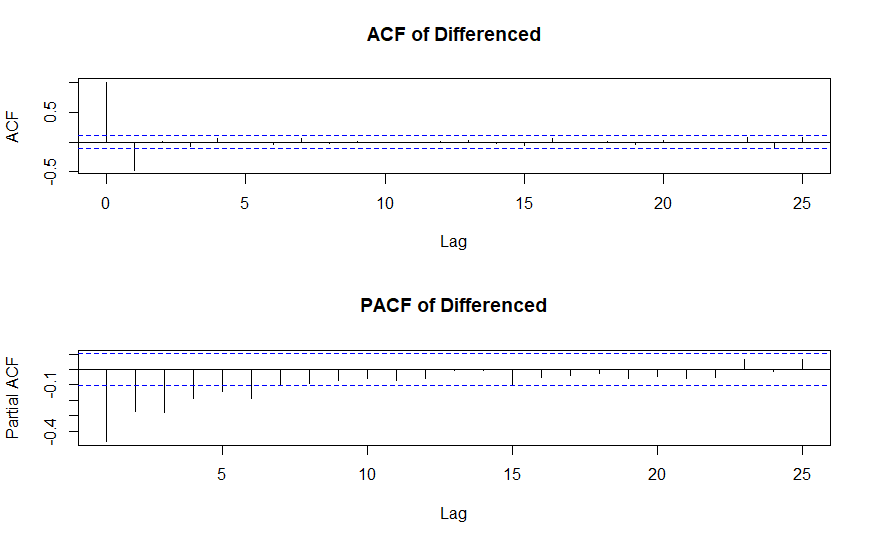 ACF of Differenced
ACF
0.5
-0.5
0 5 10 15 20 25
Lag
PACF of Differenced
Partial ACF
-0.1
-0.4
5 10 15 20 25
Lag